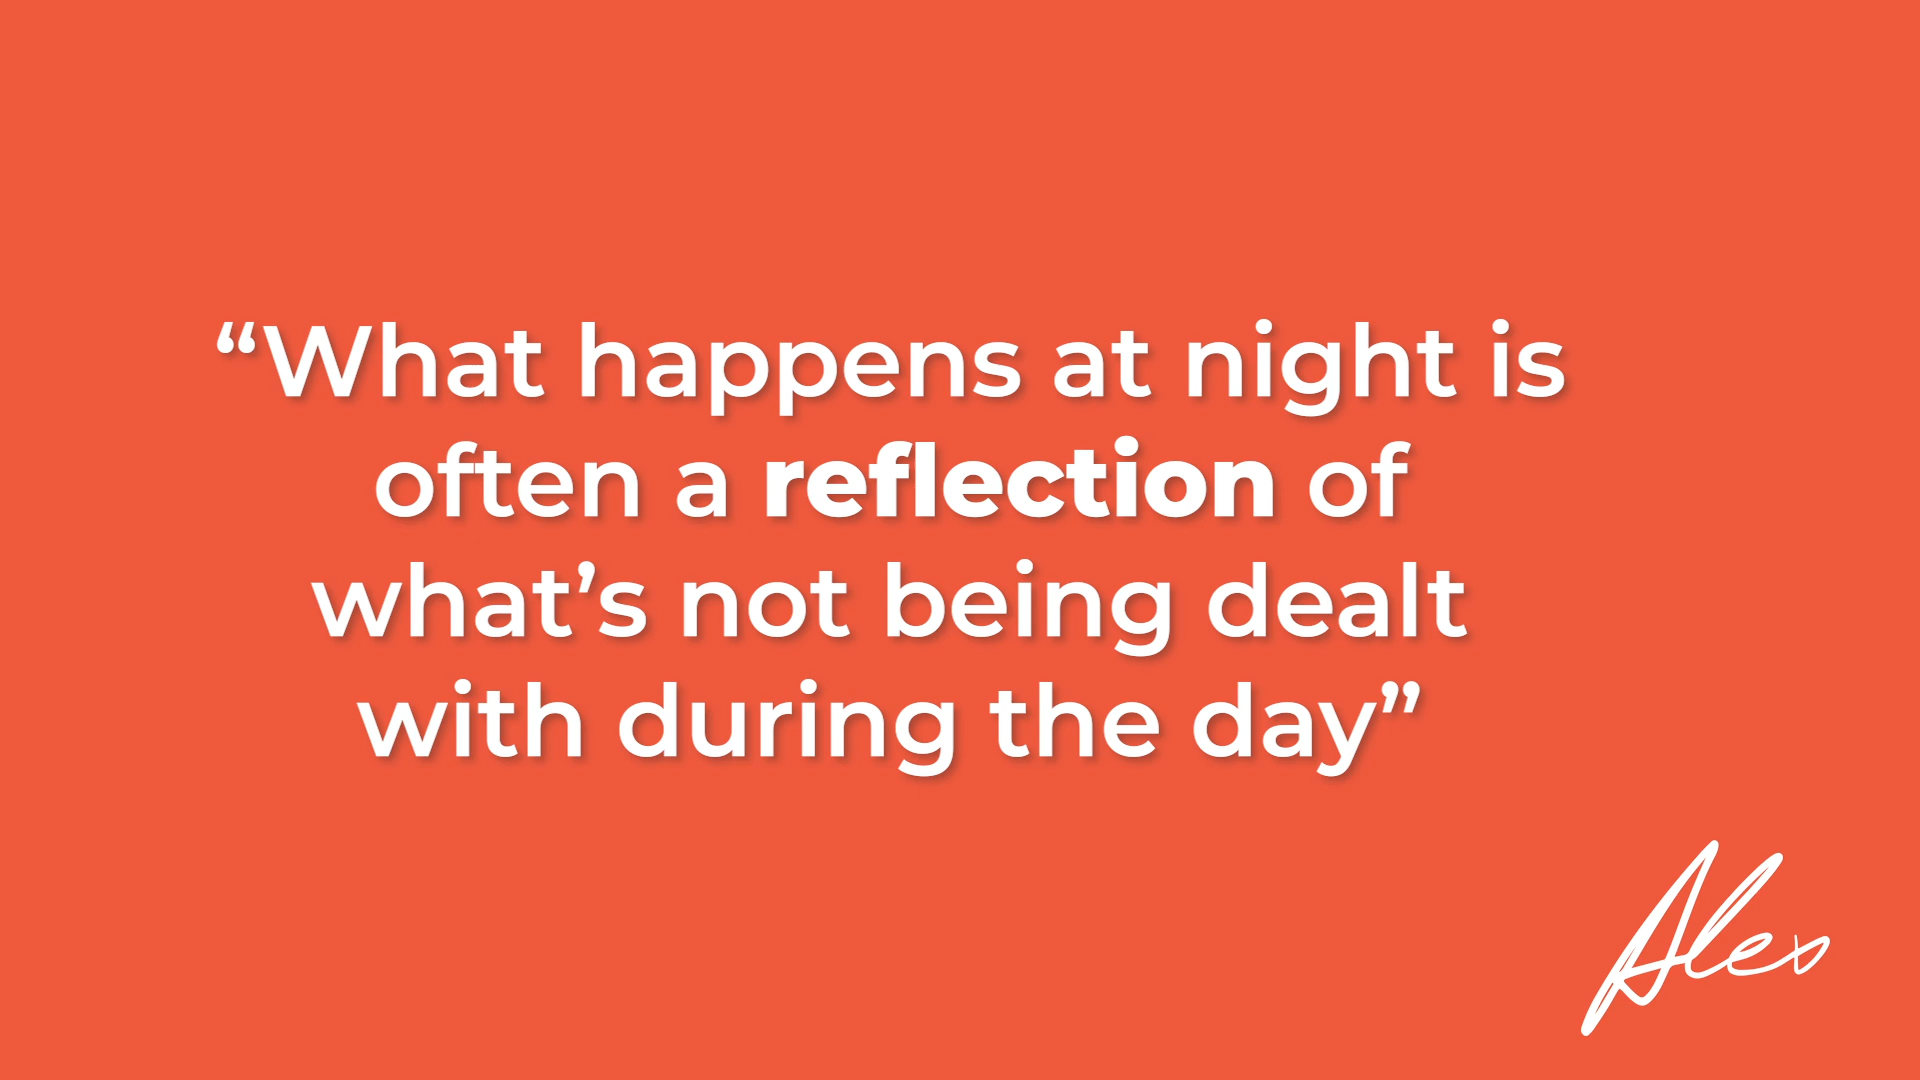 “What happens at night is
often a reflection of
what’s not being dealt
with during the day”
Alex